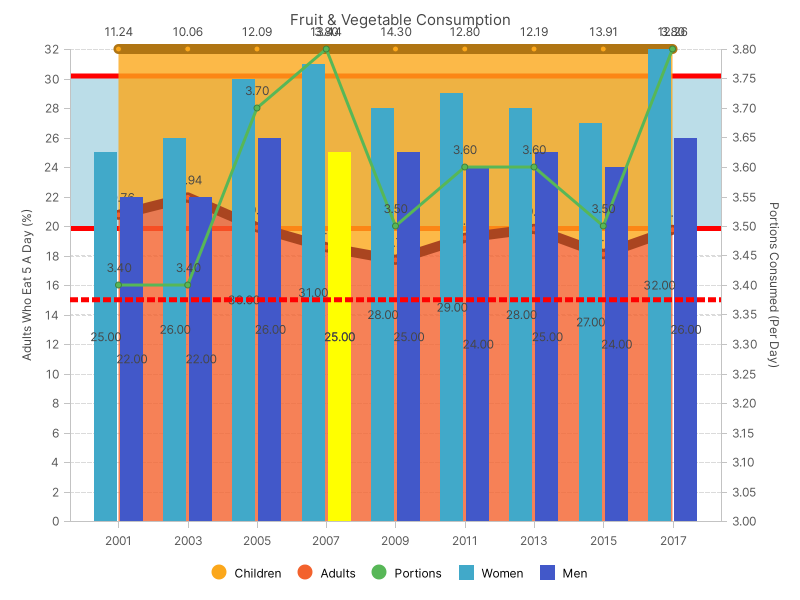 Fruit & Vegetable Consumption
11.24 10.06 12.09 14.30 12.80 12.19 13.91
32 30 28 26 24 22 20 18 16 14 12 10 8 6 4 2 0
Adults Who Eat 5 A Day (%)
3.80 3.75 3.70 3.65 3.60 3.55 3.50 3.45 3.40 3.35 3.30 3.25 3.20 3.15 3.10 3.05 3.00
Portions Consumed (Per Day)
3.40 3.40 3.70 3.50 3.60 3.60 3.50
25.00 26.00 30.00 31.00 28.00 29.00 28.00 27.00 32.00
22.00 22.00 26.00 25.00 25.00 24.00 25.00 24.00 26.00
2001 2003 2005 2007 2009 2011 2013 2015 2017
Children Adults Portions Women Men